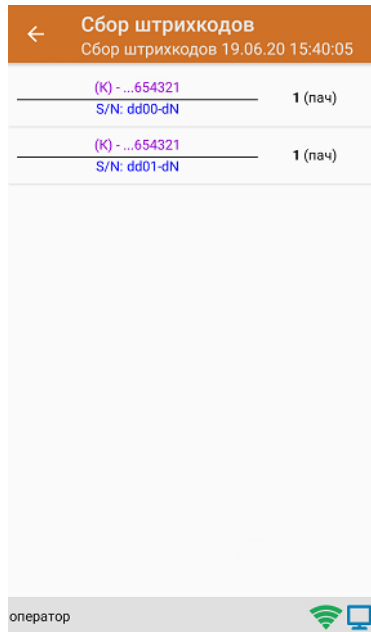 Сбор штрихкодов
Сбор штрихкодов 19.06.20 15:40:05
(К) - ...654321
1 (пач)
S/N: dd00-dN
(К) - ...654321
1 (пач)
S/N: dd01-dN
оператор